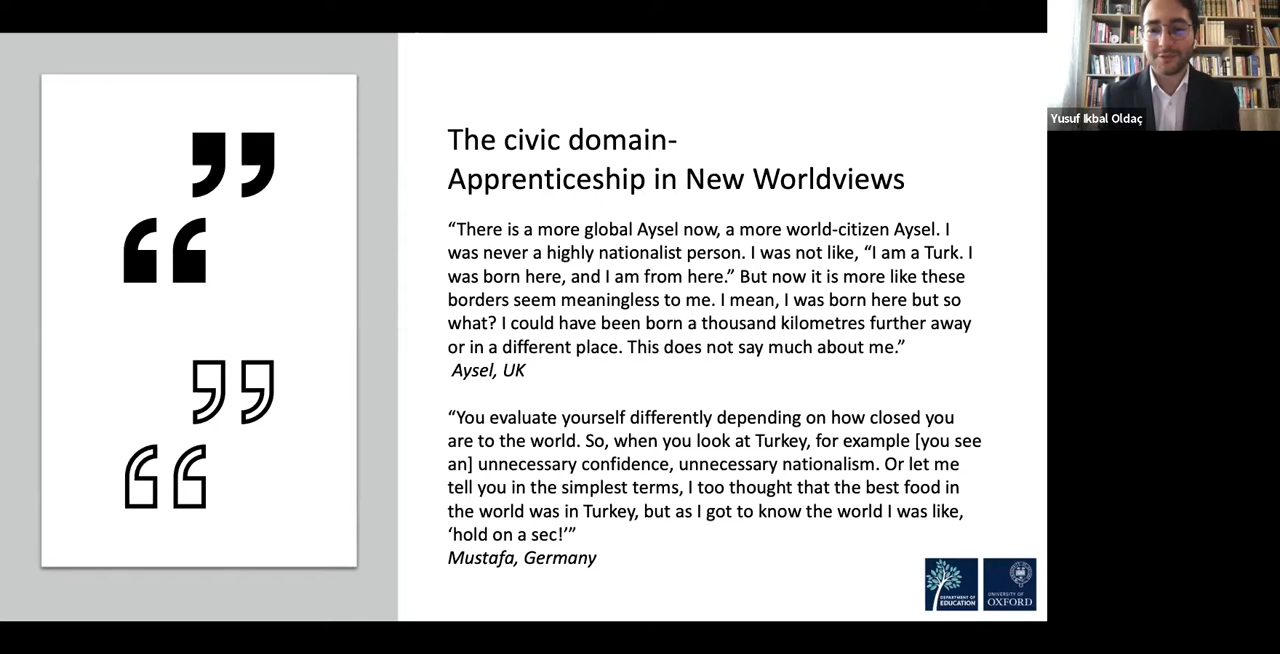 The civic domain-
Apprenticeship in New Worldviews
“There is a more global Aysel now, a more world-citizen Aysel. I
was never a highly nationalist person. I was not like, “I am a Turk. I
was born here, and I am from here.” But now it is more like these
borders seem meaningless to me. I mean, I was born here but so
what? I could have been born a thousand kilometres further away
or in a different place. This does not say much about me.”
Aysel, UK
“You evaluate yourself differently depending on how closed you
are to the world. So, when you look at Turkey, for example [you see
an] unnecessary confidence, unnecessary nationalism. Or let me
tell you in the simplest terms, I too thought that the best food in
the world was in Turkey, but as I got to know the world I was like,
‘hold on a sec!’”
Mustafa, Germany
DEPARTMENT OF
EDUCATION
UNIVERSITY OF
OXFORD
Yusuf Ikbal Oldaç